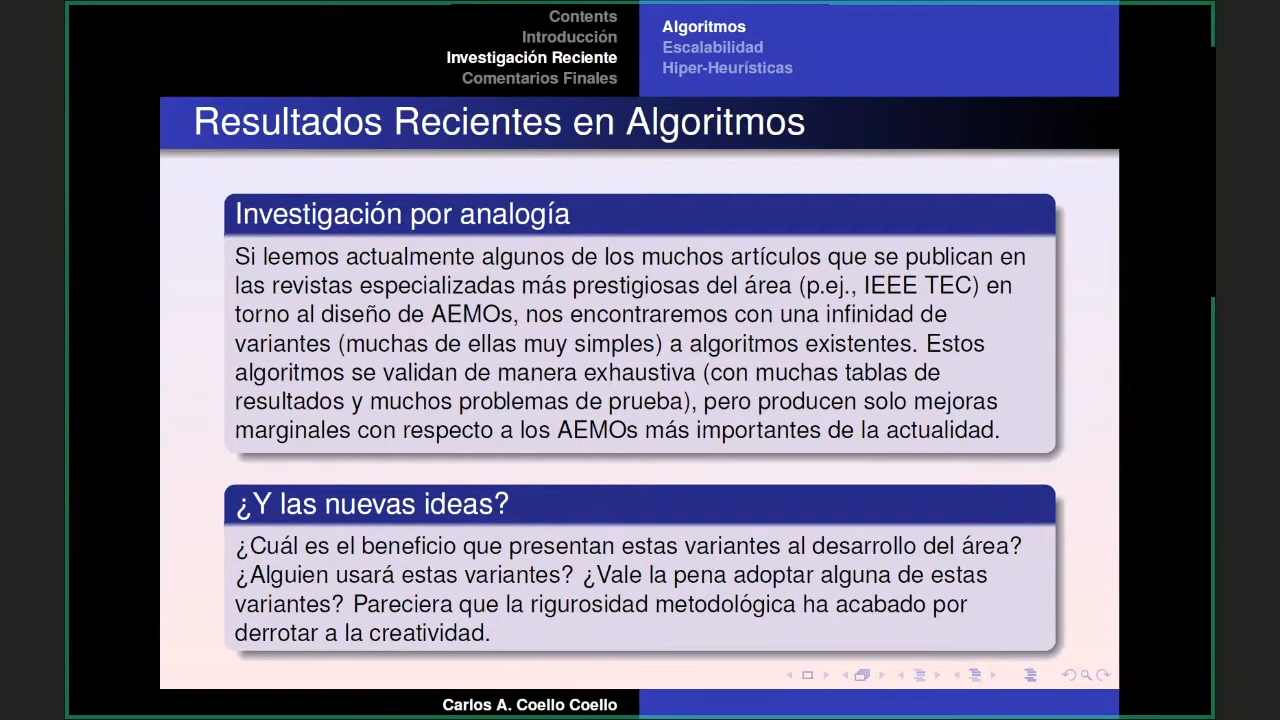 Contents
Introducción
Investigación Reciente
Comentarios Finales
Algoritmos
Escalabilidad
Hiper-Heurísticas
Resultados Recientes en Algoritmos
Investigación por analogía
Si leemos actualmente algunos de los muchos artículos que se publican en
las revistas especializadas más prestigiosas del área (p.ej., IEEE TEC) en
torno al diseño de AEMOs, nos encontraremos con una infinidad de
variantes (muchas de ellas muy simples) a algoritmos existentes. Estos
algoritmos se validan de manera exhaustiva (con muchas tablas de
resultados y muchos problemas de prueba), pero producen solo mejoras
marginales con respecto a los AEMOs más importantes de la actualidad.
¿Y las nuevas ideas?
¿Cuál es el beneficio que presentan estas variantes al desarrollo del área?
¿Alguien usará estas variantes? ¿Vale la pena adoptar alguna de estas
variantes? Pareciera que la rigurosidad metodológica ha acabado por
derrotar a la creatividad.
Carlos A. Coello Coello